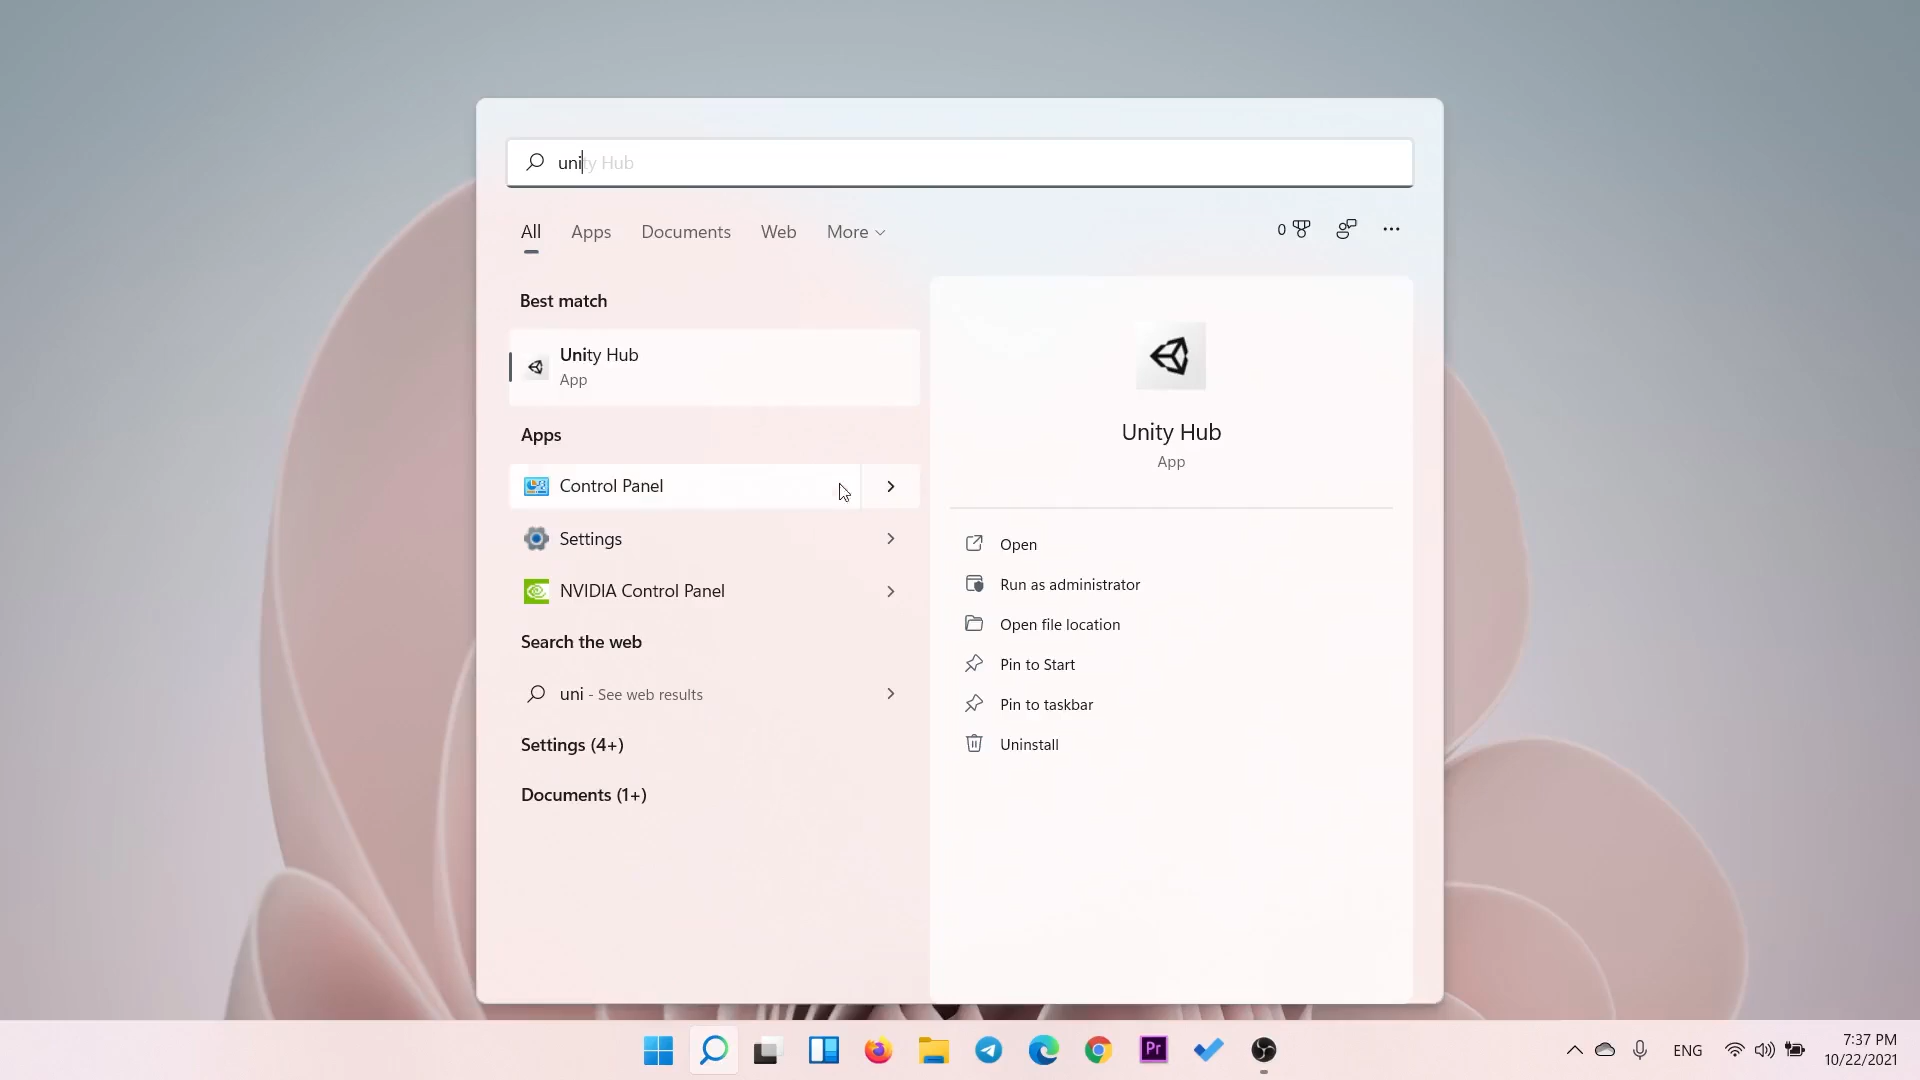 unity Hub
All Apps Documents Web More
0
Best match
Unity Hub
App
Apps
Control Panel
Settings
NVIDIA Control Panel
Search the web
uni - See web results
Settings (4+)
Documents (1+)
Unity Hub
App
Open
Run as administrator
Open file location
Pin to Start
Pin to taskbar
Uninstall
Pr
ENG
7:37 PM
10/22/2021